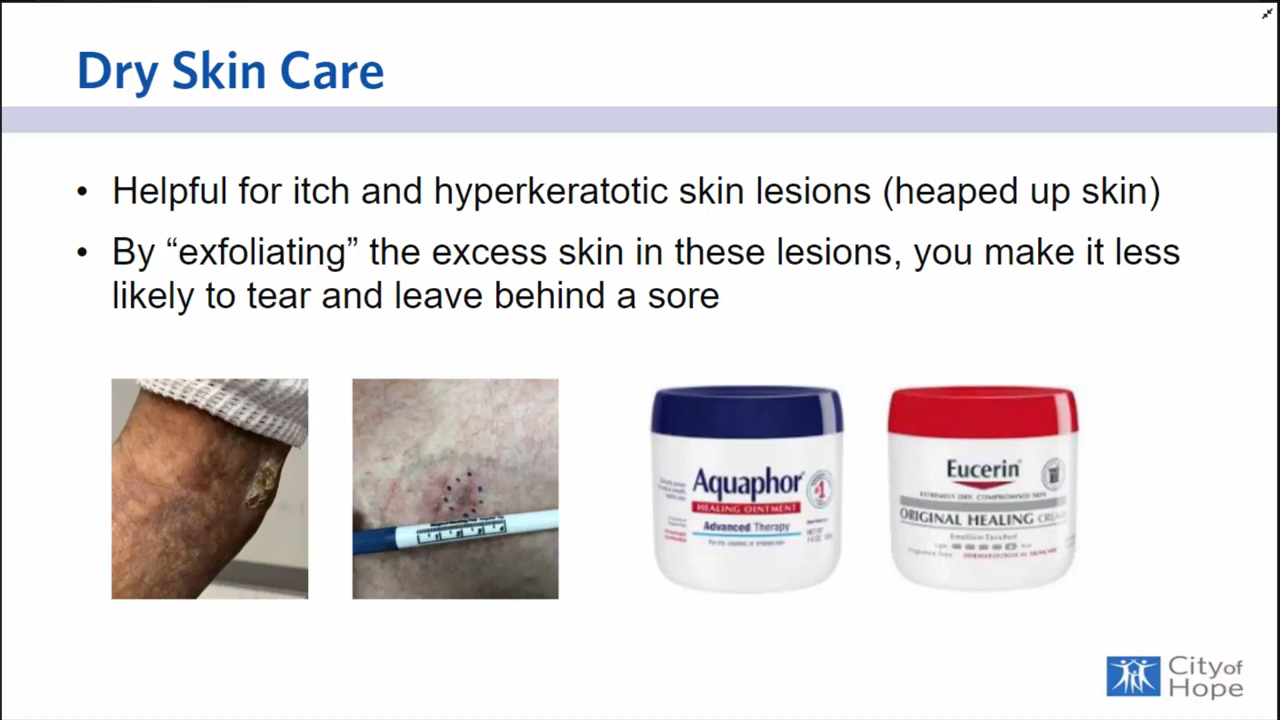 Dry Skin Care
• Helpful for itch and hyperkeratotic skin lesions (heaped up skin)
• By “exfoliating” the excess skin in these lesions, you make it less
likely to tear and leave behind a sore
Aquaphor
HEALING OINTMENT
Advanced Therapy
#1
Eucerin
EXTREMELY DRY, COMPROMISED SKIN
ORIGINAL HEALING
City of
Hope